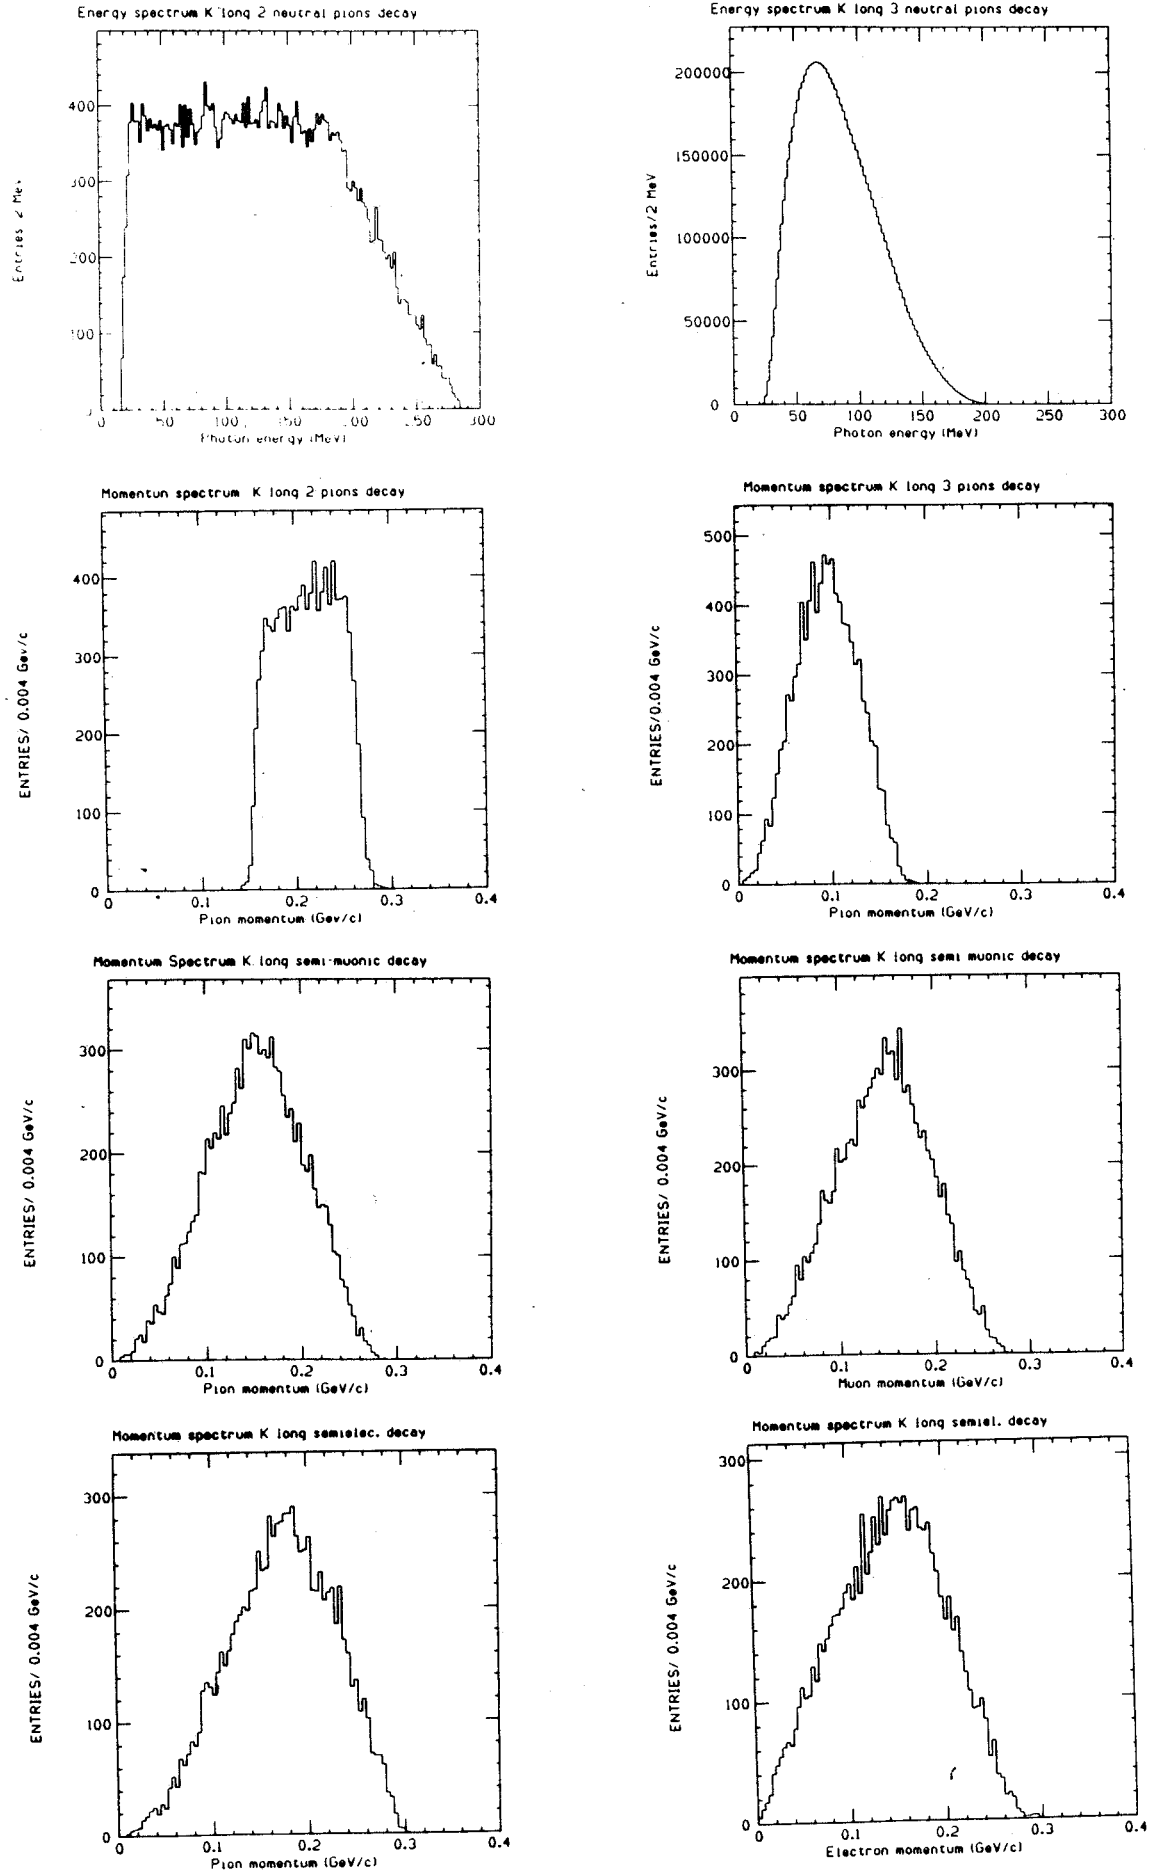 Energy spectrum K long 2 neutral pions decay
400
300
200
100
Entries 2 MeV
0 50 100 150 200 250 300
Photon energy (MeV)
Energy spectrum K long 3 neutral pions decay
200000
150000
100000
50000
0
Entries/2 MeV
0 50 100 150 200 250 300
Photon energy (MeV)
Momentun spectrum K long 2 pions decay
400
300
200
100
0
ENTRIES/ 0.004 Gev/c
0 0.1 0.2 0.3 0.4
Pion momentum (Gev/c)
Momentum spectrum K long 3 pions decay
500
400
300
200
100
0
ENTRIES/0.004 GeV/c
0 0.1 0.2 0.3 0.4
Pion momentum (GeV/c)
Momentum Spectrum K long semi-muonic decay
300
200
100
0
ENTRIES/ 0.004 GeV/c
0 0.1 0.2 0.3 0.4
Pion momentum (GeV/c)
Momentum spectrum K long semi muonic decay
300
200
100
0
ENTRIES/ 0.004 GeV/c
0 0.1 0.2 0.3 0.4
Muon momentum (GeV/c)
Momentum spectrum K long semielec. decay
300
200
100
0
ENTRIES/ 0.004 GeV/c
0 0.1 0.2 0.3 0.4
Pion momentum (GeV/c)
Momentum spectrum K long semiel. decay
300
200
100
0
ENTRIES/ 0.004 GeV/c
0 0.1 0.2 0.3 0.4
Electron momentum (GeV/c)